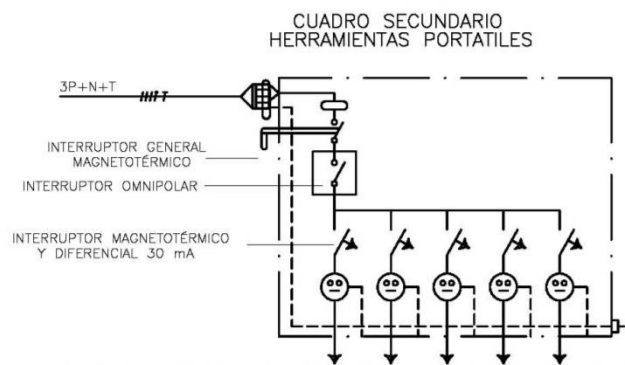 CUADRO SECUNDARIO
HERRAMIENTAS PORTATILES
3P+N+T
T
INTERRUPTOR GENERAL
MAGNETOTÉRMICO
INTERRUPTOR OMNIPOLAR
INTERRUPTOR MAGNETOTÉRMICO
Y DIFERENCIAL 30 mA